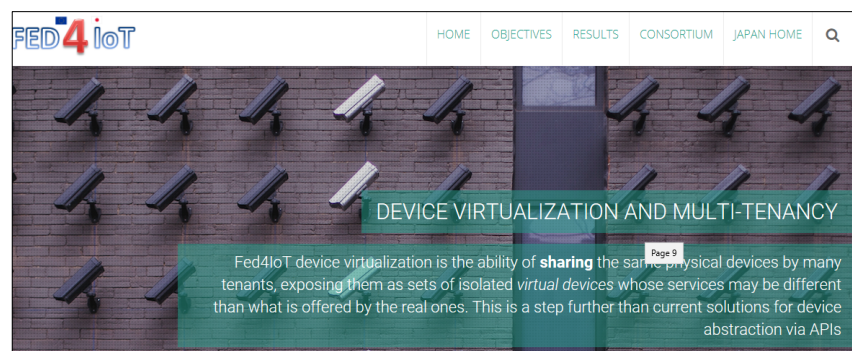 FED4IoT
HOME OBJECTIVES RESULTS CONSORTIUM JAPAN HOME
DEVICE VIRTUALIZATION AND MULTI-TENANCY
Page 9
Fed4IoT device virtualization is the ability of sharing the same physical devices by many
tenants, exposing them as sets of isolated virtual devices whose services may be different
than what is offered by the real ones. This is a step further than current solutions for device
abstraction via APIs